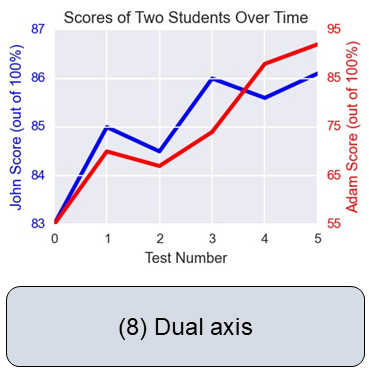 Scores of Two Students Over Time
87
86
85
84
83
John Score (out of 100%)
95
85
75
65
55
Adam Score (out of 100%)
0 1 2 3 4 5
Test Number
(8) Dual axis